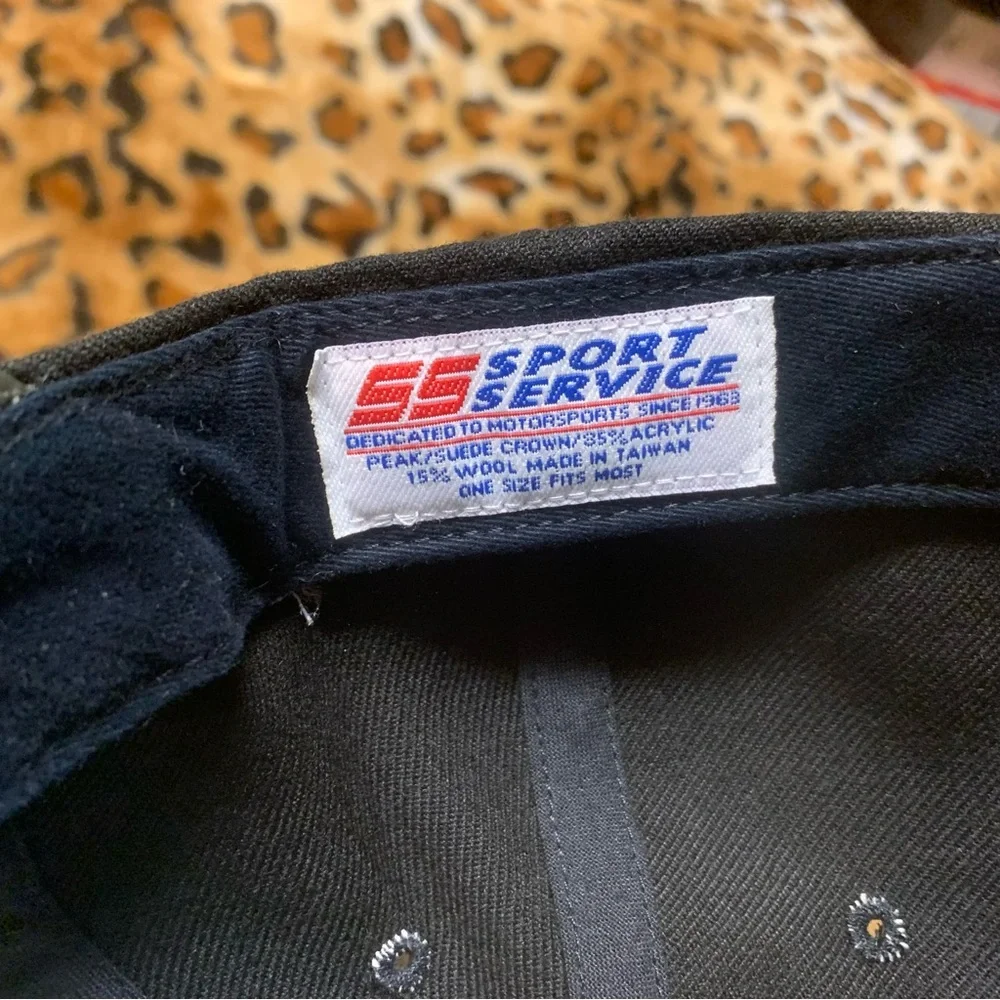 SS SPORT
SERVICE
DEDICATED TO MOTORSPORTS SINCE 1963
PEAK/SUEDE CROWN/85% ACRYLIC
15% WOOL MADE IN TAIWAN
ONE SIZE FITS MOST